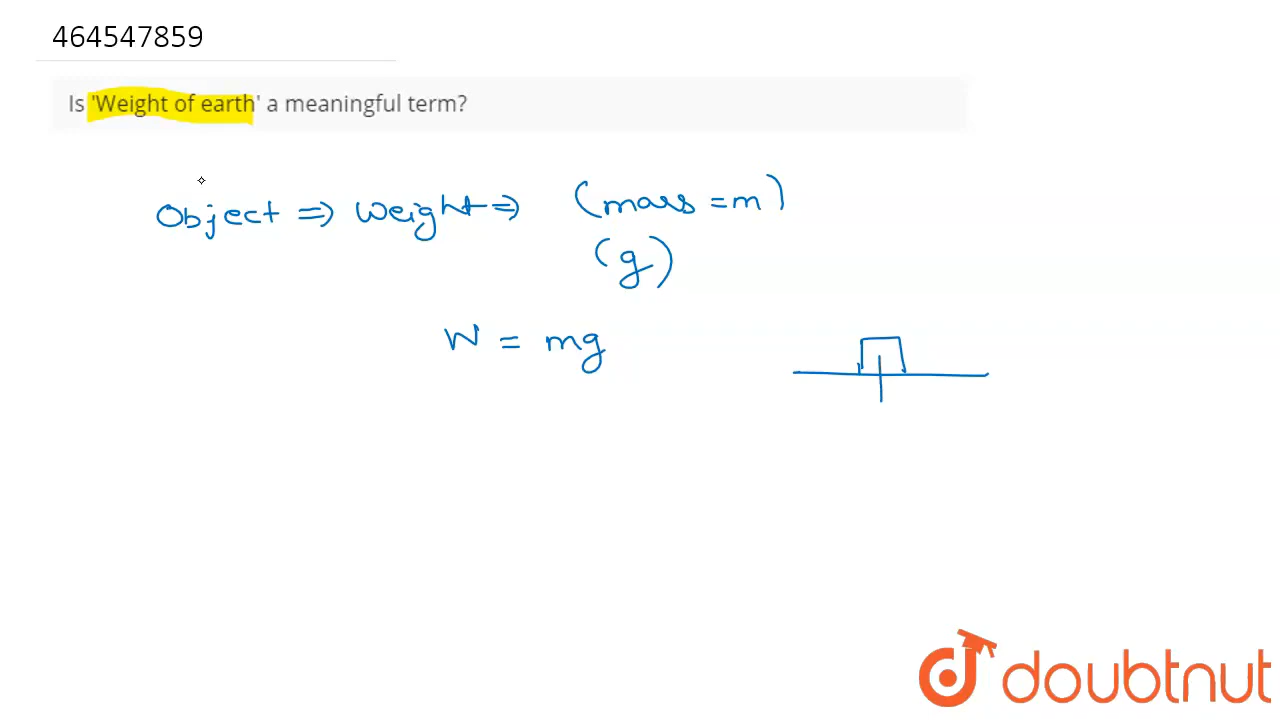 464547859
Is 'Weight of earth' a meaningful term?
Object ⇒ Weight ⇒ (mass = m)
(g)
W = mg
doubtnut